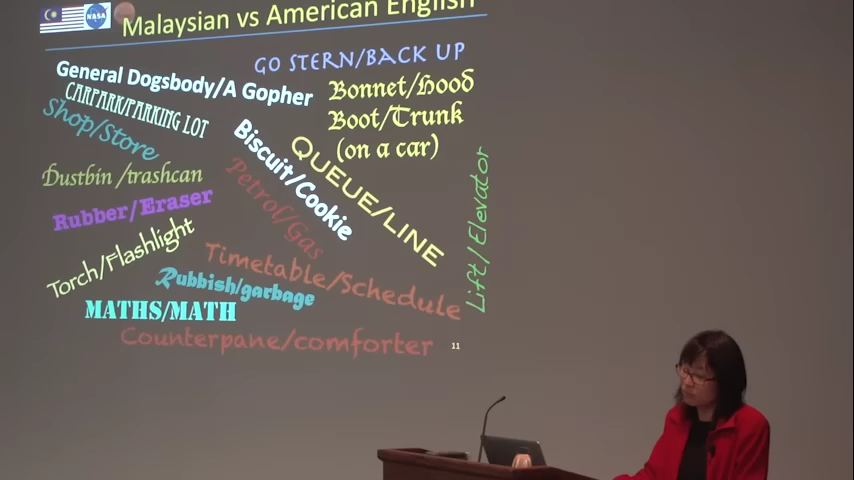 NASA
Malaysian vs American English
GO STERN/BACK UP
General Dogsbody/A Gopher
Bonnet/Hood
CARPARK/PARKING LOT
Boot/Trunk
(on a car)
Shop/Store
Biscuit/Cookie
QUEUE/LINE
Petrol/Gas
Dustbin /trashcan
Rubber/Eraser
Lift/Elevator
Torch/Flashlight
Timetable/Schedule
Rubbish/garbage
MATHS/MATH
Counterpane/comforter
11